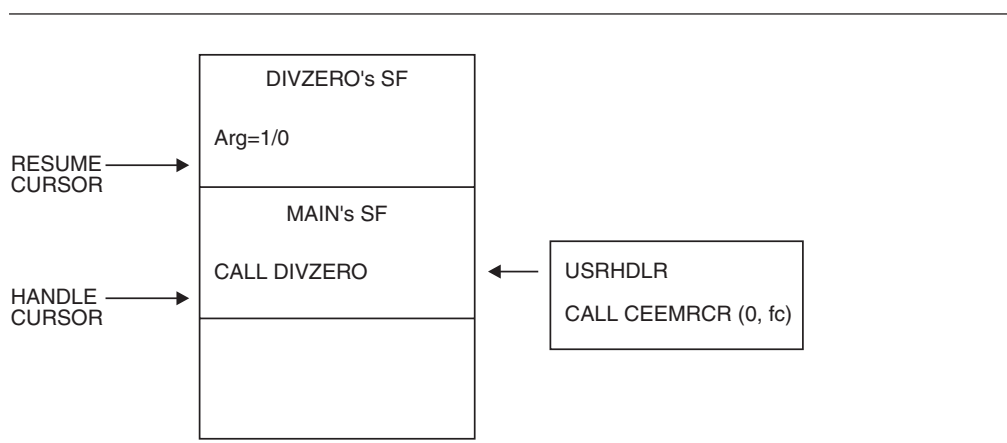 DIVZERO's SF
Arg=1/0
RESUME
CURSOR
MAIN's SF
CALL DIVZERO
USRHDLR
HANDLE
CURSOR
CALL CEEMRCR (0, fc)